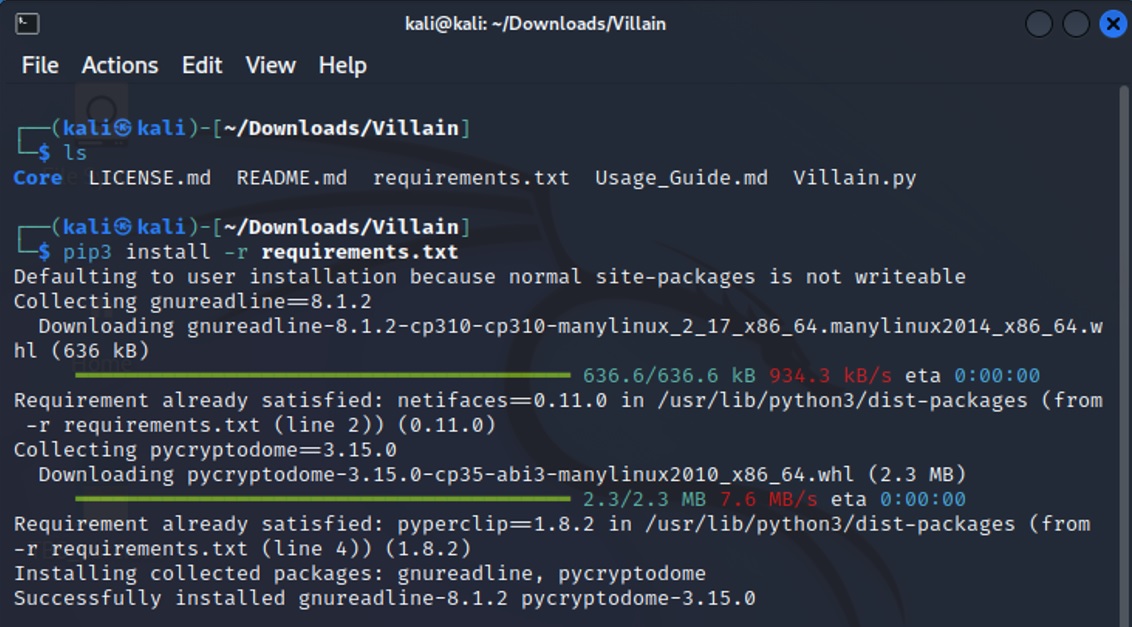 kali@kali: ~/Downloads/Villain
File Actions Edit View Help
┌──(kali㉿kali)-[~/Downloads/Villain]
└─$ ls
Core LICENSE.md README.md requirements.txt Usage_Guide.md Villain.py
┌──(kali㉿kali)-[~/Downloads/Villain]
└─$ pip3 install -r requirements.txt
Defaulting to user installation because normal site-packages is not writeable
Collecting gnureadline==8.1.2
Downloading gnureadline-8.1.2-cp310-cp310-manylinux_2_17_x86_64.manylinux2014_x86_64.w
hl (636 kB)
636.6/636.6 kB 934.3 kB/s eta 0:00:00
Requirement already satisfied: netifaces==0.11.0 in /usr/lib/python3/dist-packages (from
-r requirements.txt (line 2)) (0.11.0)
Collecting pycryptodome==3.15.0
Downloading pycryptodome-3.15.0-cp35-abi3-manylinux2010_x86_64.whl (2.3 MB)
2.3/2.3 MB 7.6 MB/s eta 0:00:00
Requirement already satisfied: pyperclip==1.8.2 in /usr/lib/python3/dist-packages (from
-r requirements.txt (line 4)) (1.8.2)
Installing collected packages: gnureadline, pycryptodome
Successfully installed gnureadline-8.1.2 pycryptodome-3.15.0